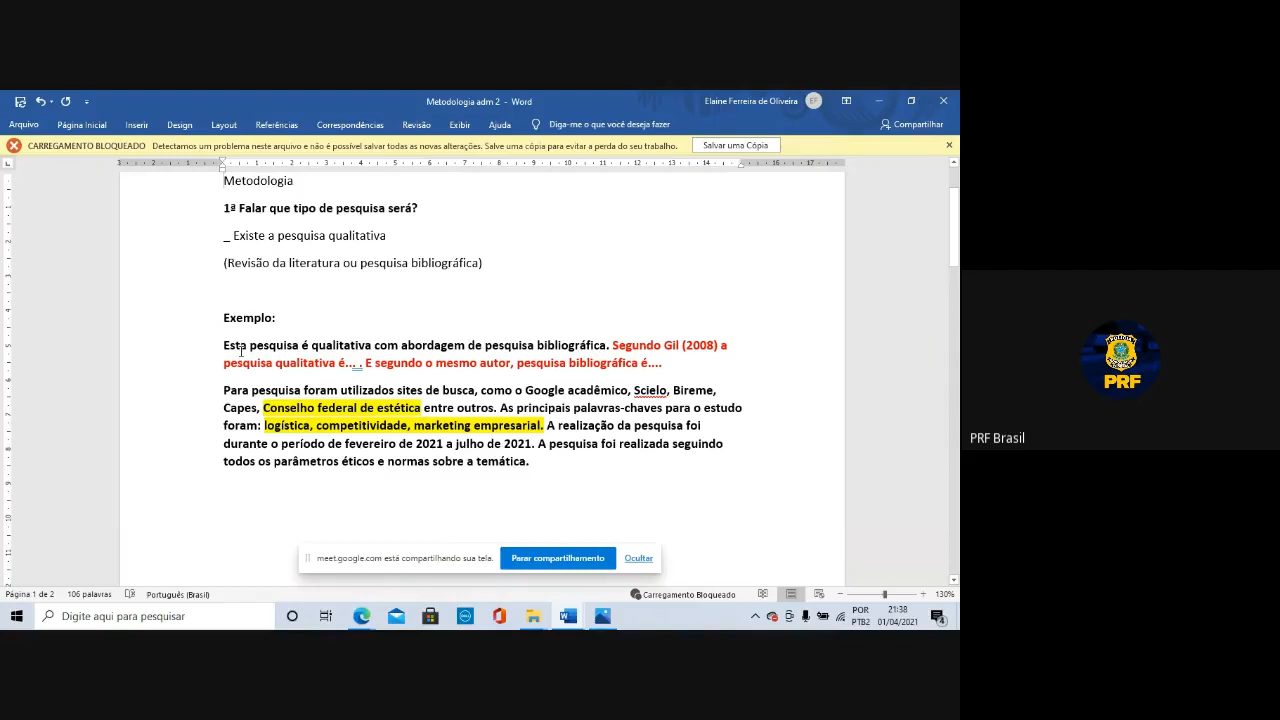 Metodologia adm 2 - Word
Elaine Ferreira de Oliveira
EF
Arquivo
Página Inicial
Inserir
Design
Layout
Referências
Correspondências
Revisão
Exibir
Ajuda
Diga-me o que você deseja fazer
Compartilhar
CARREGAMENTO BLOQUEADO Detectamos um problema neste arquivo e não é possível salvar todas as novas alterações. Salve uma cópia para evitar a perda do seu trabalho.
Salvar uma Cópia
Metodologia
1ª Falar que tipo de pesquisa será?
_ Existe a pesquisa qualitativa
(Revisão da literatura ou pesquisa bibliográfica)
Exemplo:
Esta pesquisa é qualitativa com abordagem de pesquisa bibliográfica. Segundo Gil (2008) a
pesquisa qualitativa é... . E segundo o mesmo autor, pesquisa bibliográfica é....
Para pesquisa foram utilizados sites de busca, como o Google acadêmico, Scielo, Bireme,
Capes, Conselho federal de estética entre outros. As principais palavras-chaves para o estudo
foram: logística, competitividade, marketing empresarial. A realização da pesquisa foi
durante o período de fevereiro de 2021 a julho de 2021. A pesquisa foi realizada seguindo
todos os parâmetros éticos e normas sobre a temática.
meet.google.com está compartilhando sua tela.
Parar compartilhamento
Ocultar
Página 1 de 2
106 palavras
Português (Brasil)
Carregamento Bloqueado
130%
Digite aqui para pesquisar
POR
PTB2
21:38
01/04/2021
4
PRF
PRF Brasil